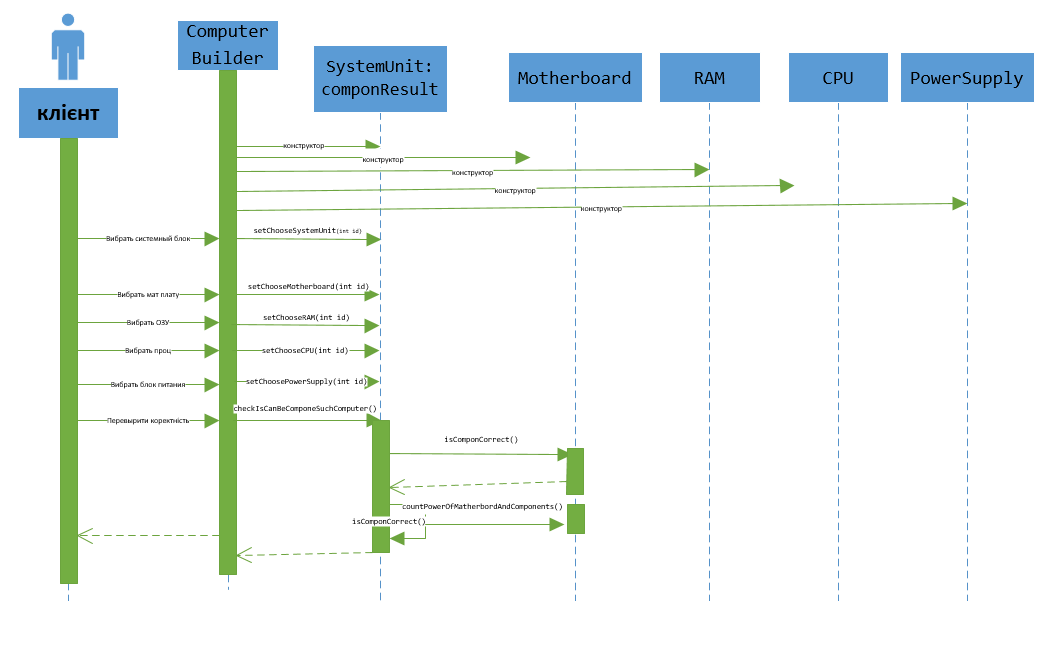 клієнт
Computer
Builder
SystemUnit:
componResult
Motherboard
RAM
CPU
PowerSupply
конструктор
конструктор
конструктор
конструктор
конструктор
Вибрать системный блок
setChooseSystemUnit(int id)
Вибрать мат плату
setChooseMotherboard(int id)
Вибрать ОЗУ
setChooseRAM(int id)
Вибрать проц
setChooseCPU(int id)
Вибрать блок питания
setChoosePowerSupply(int id)
Перевырити коректність
checkIsCanBeComponeSuchComputer()
isComponCorrect()
countPowerOfMatherbordAndComponents()
isComponCorrect()